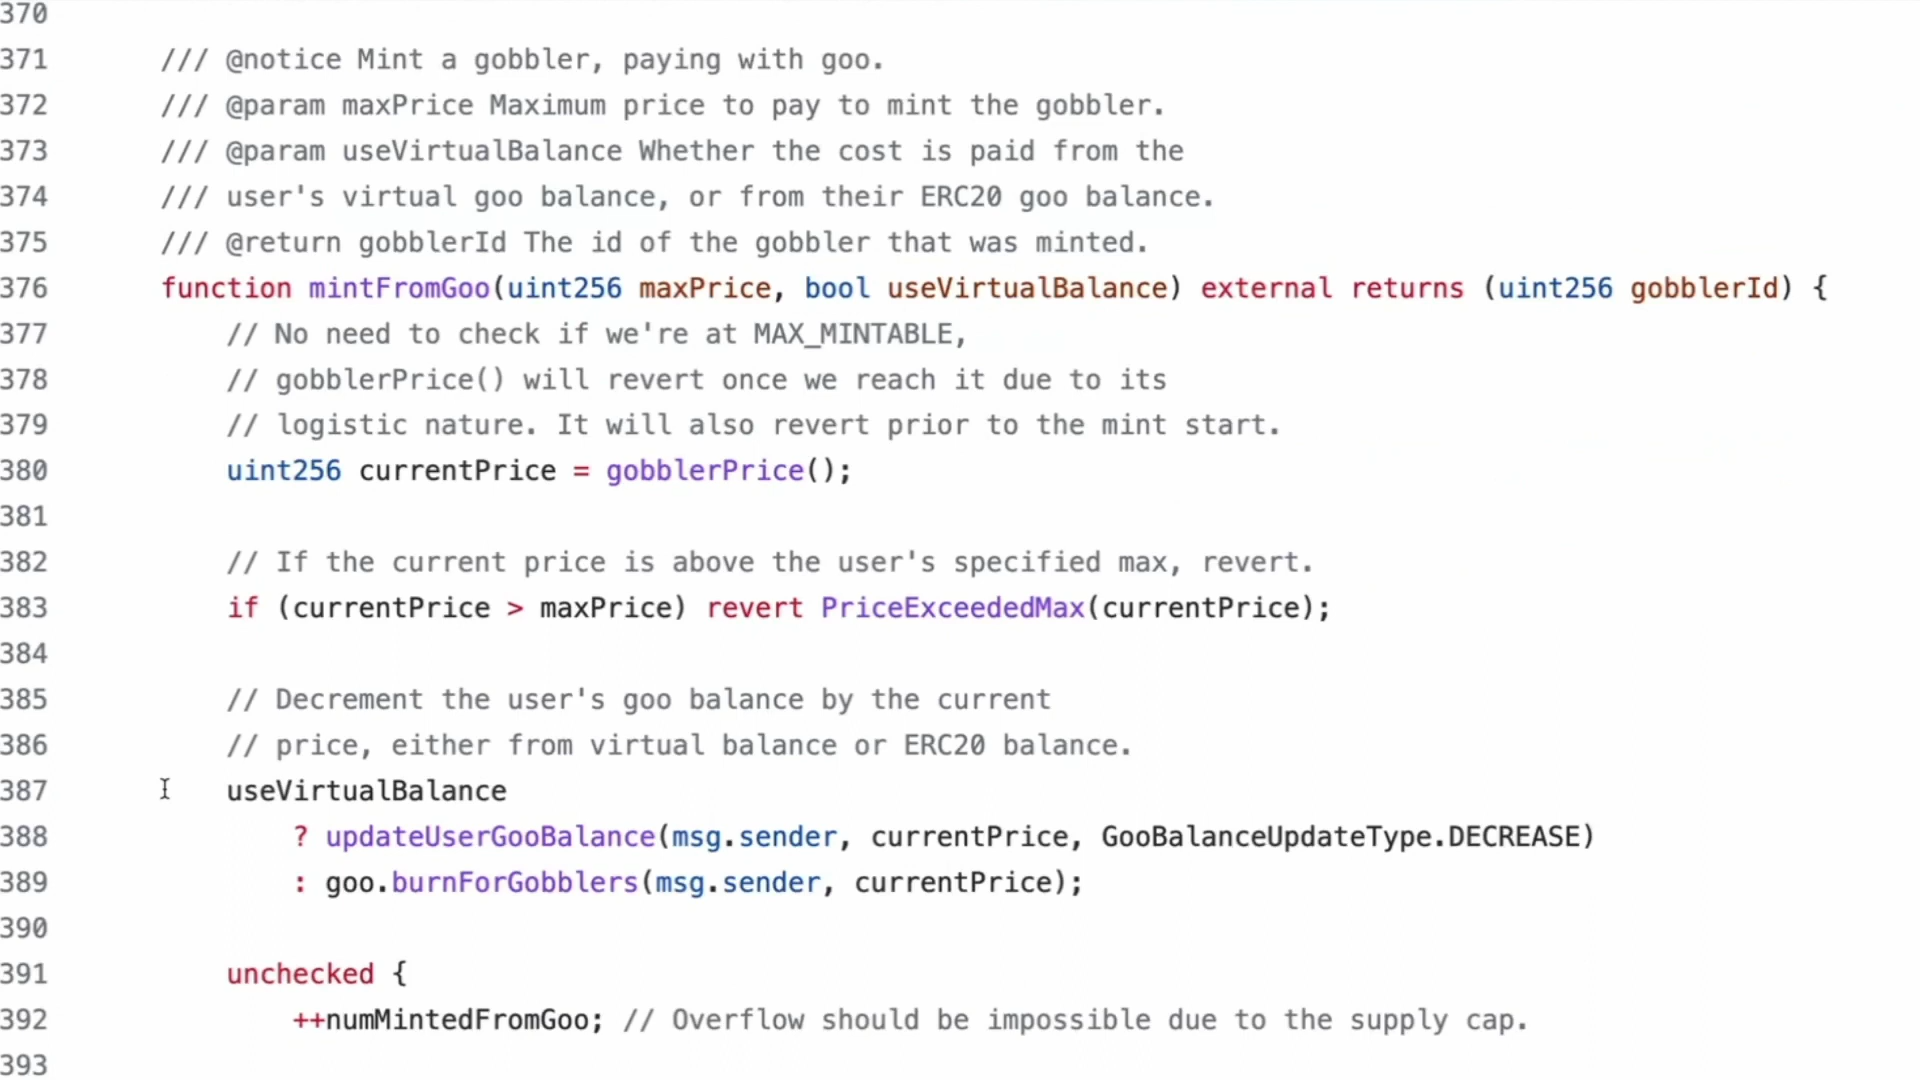 370
371 /// @notice Mint a gobbler, paying with goo.
372 /// @param maxPrice Maximum price to pay to mint the gobbler.
373 /// @param useVirtualBalance Whether the cost is paid from the
374 /// user's virtual goo balance, or from their ERC20 goo balance.
375 /// @return gobblerId The id of the gobbler that was minted.
376 function mintFromGoo(uint256 maxPrice, bool useVirtualBalance) external returns (uint256 gobblerId) {
377 // No need to check if we're at MAX_MINTABLE,
378 // gobblerPrice() will revert once we reach it due to its
379 // logistic nature. It will also revert prior to the mint start.
380 uint256 currentPrice = gobblerPrice();
381
382 // If the current price is above the user's specified max, revert.
383 if (currentPrice > maxPrice) revert PriceExceededMax(currentPrice);
384
385 // Decrement the user's goo balance by the current
386 // price, either from virtual balance or ERC20 balance.
387 useVirtualBalance
388 ? updateUserGooBalance(msg.sender, currentPrice, GooBalanceUpdateType.DECREASE)
389 : goo.burnForGobblers(msg.sender, currentPrice);
390
391 unchecked {
392 ++numMintedFromGoo; // Overflow should be impossible due to the supply cap.
393